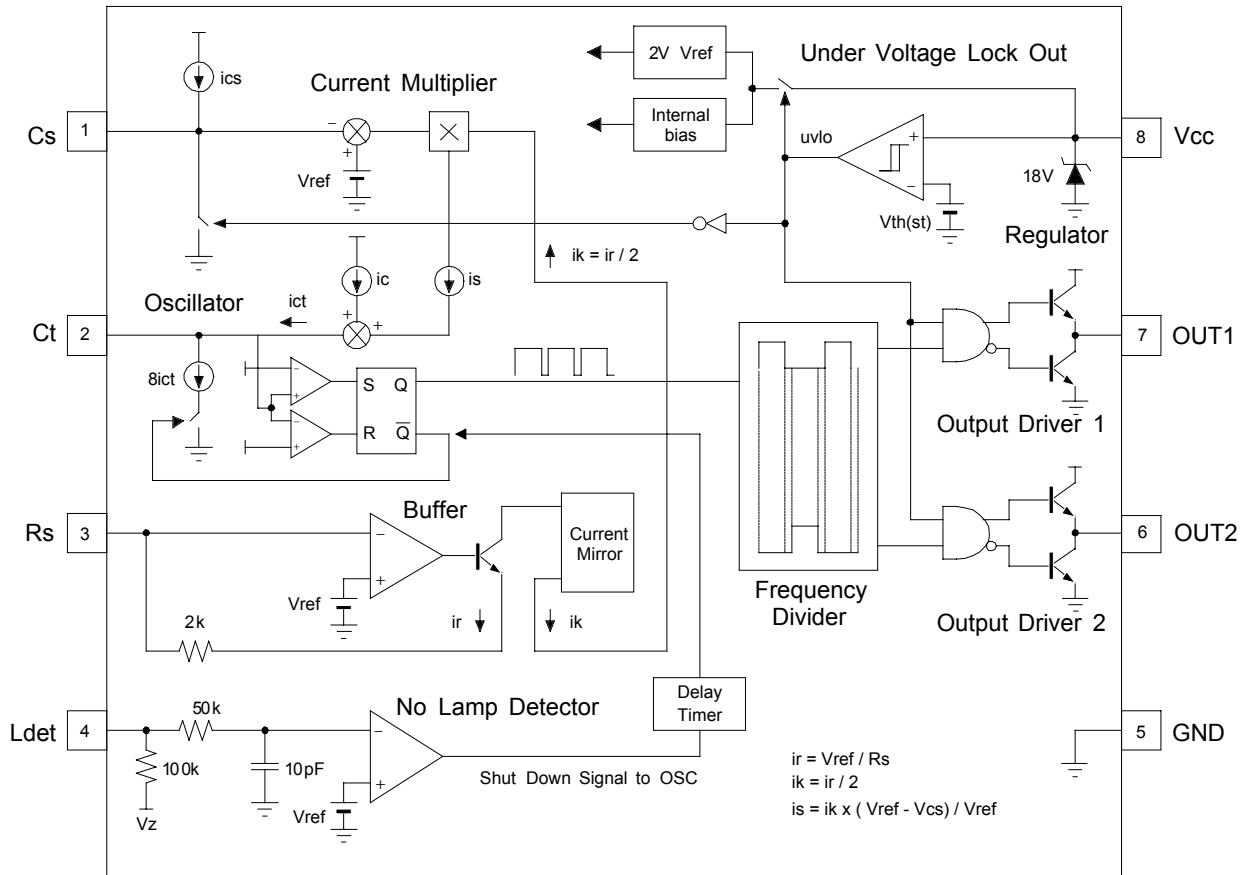 2V Vref
Under Voltage Lock Out
ics
Current Multiplier
Internal
bias
Cs
1
−
×
uvlo
+
8
Vcc
+
Vref
−
18V
Vth(st)
Regulator
ik = ir / 2
ic
is
Oscillator
ict
Ct
2
+
+
7
OUT1
8ict
−
+
S
Q
−
+
R
Q̅
Output Driver 1
Buffer
Rs
3
−
+
Current
Mirror
6
OUT2
Vref
Frequency
Divider
ir
ik
2k
Output Driver 2
Delay
Timer
50k
No Lamp Detector
Ldet
4
−
5
GND
100k
10pF
+
Shut Down Signal to OSC
ir = Vref / Rs
ik = ir / 2
is = ik x ( Vref - Vcs) / Vref
Vref
Vz